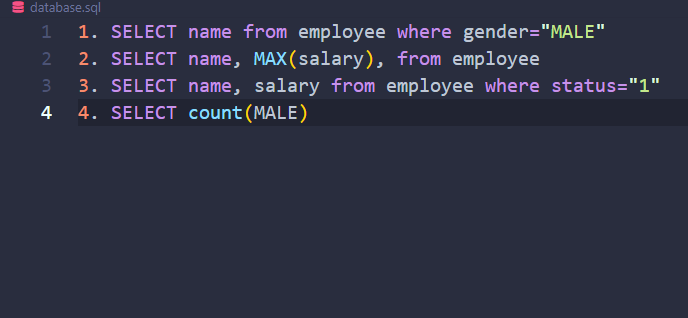 database.sql
1 1. SELECT name from employee where gender="MALE"
2 2. SELECT name, MAX(salary), from employee
3 3. SELECT name, salary from employee where status="1"
4 4. SELECT count(MALE)